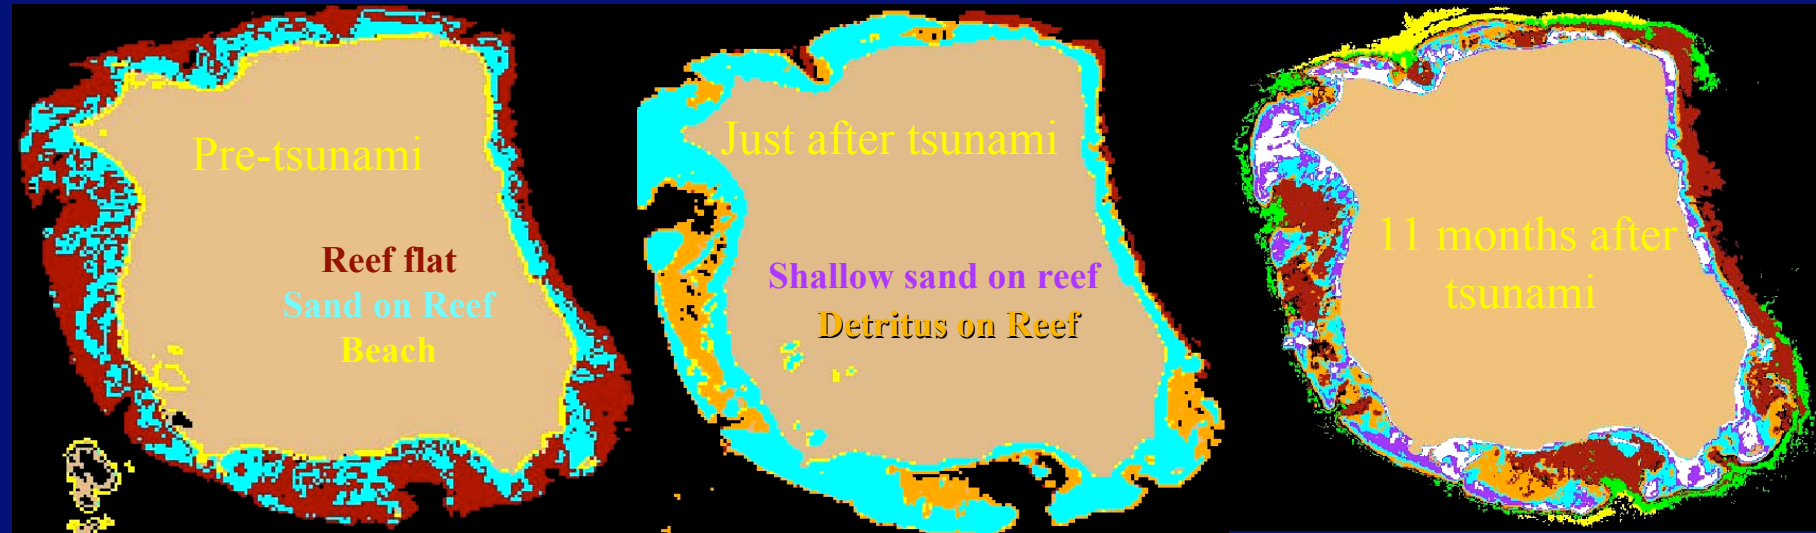 Pre-tsunami
Reef flat
Sand on Reef
Beach
Just after tsunami
Shallow sand on reef
Detritus on Reef
11 months after
tsunami